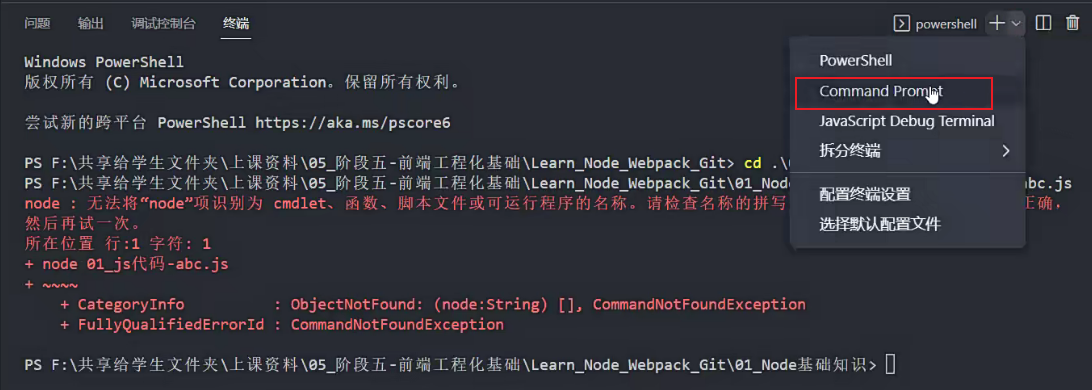 问题 输出 调试控制台 终端 powershell
Windows PowerShell
版权所有 (C) Microsoft Corporation。保留所有权利。
尝试新的跨平台 PowerShell https://aka.ms/pscore6
PS F:\共享给学生文件夹\上课资料\05_阶段五-前端工程化基础\Learn_Node_Webpack_Git> cd .\
PS F:\共享给学生文件夹\上课资料\05_阶段五-前端工程化基础\Learn_Node_Webpack_Git\01_Node abc.js
node : 无法将“node”项识别为 cmdlet、函数、脚本文件或可运行程序的名称。请检查名称的拼写 正确，
然后再试一次。
所在位置 行:1 字符: 1
+ node 01_js代码-abc.js
+ ~~~~
+ CategoryInfo : ObjectNotFound: (node:String) [], CommandNotFoundException
+ FullyQualifiedErrorId : CommandNotFoundException
PS F:\共享给学生文件夹\上课资料\05_阶段五-前端工程化基础\Learn_Node_Webpack_Git\01_Node基础知识>
PowerShell
Command Prompt
JavaScript Debug Terminal
拆分终端
配置终端设置
选择默认配置文件